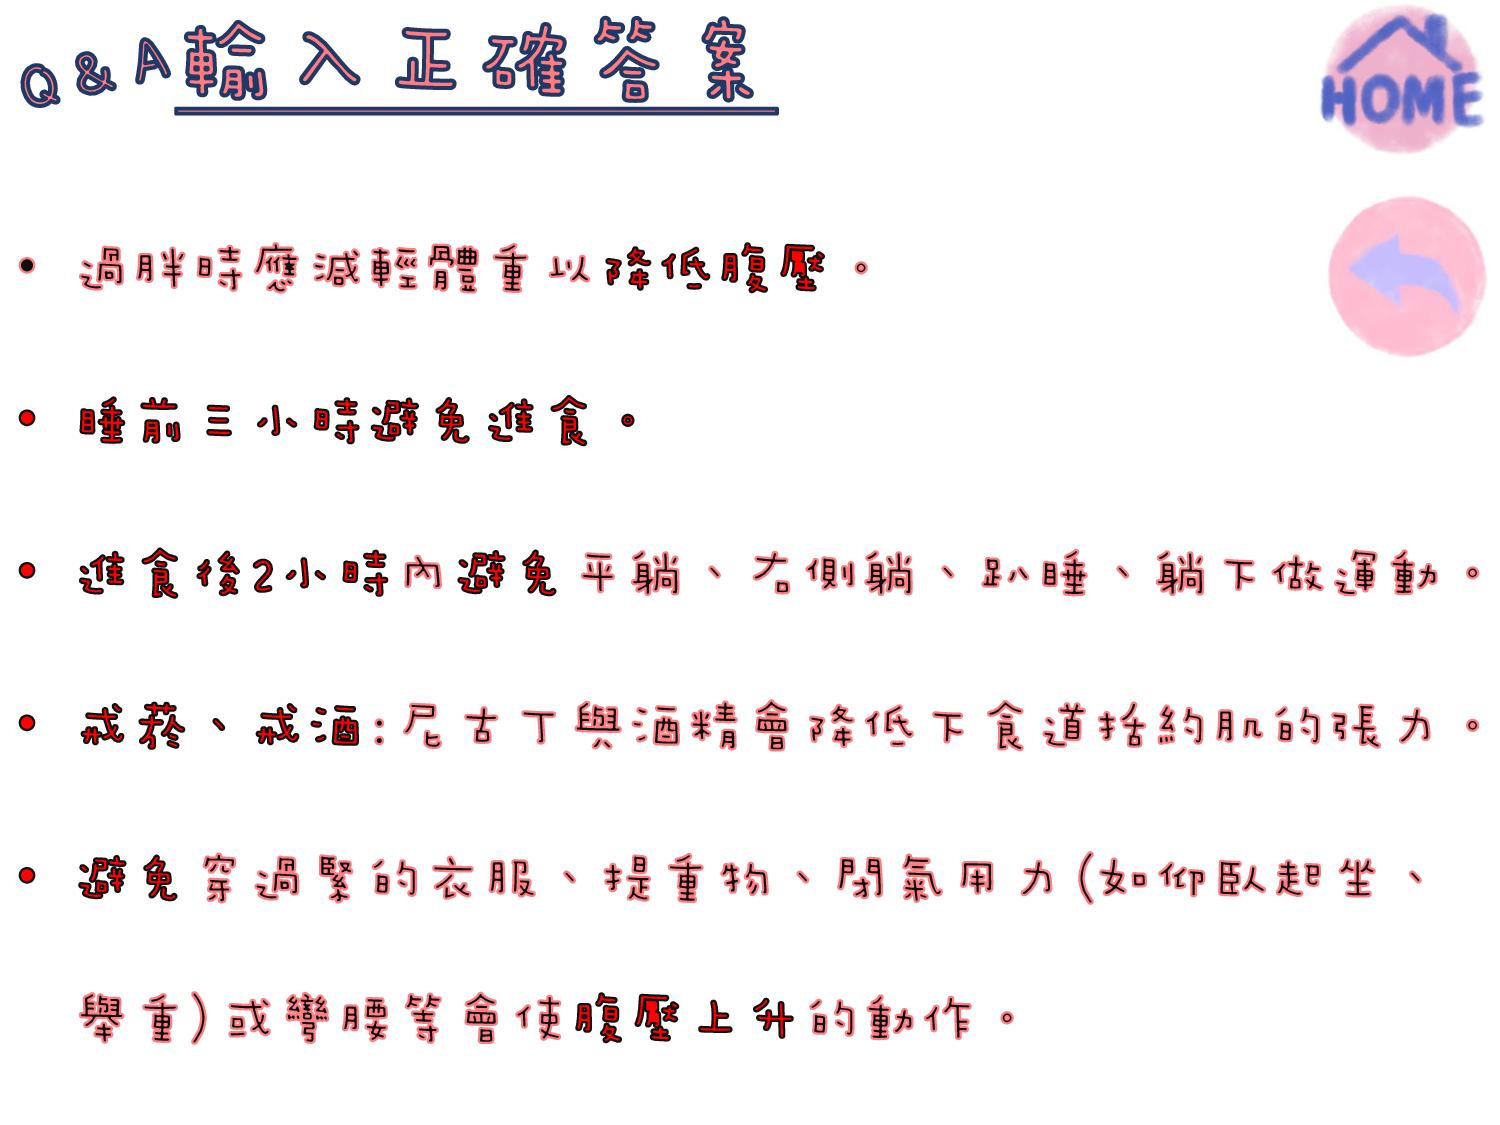 Q&A輸入正確答案
HOME
• 過胖時應減輕體重以降低腹壓。
• 睡前三小時避免進食。
• 進食後2小時內避免平躺、右側躺、趴睡、躺下做運動。
• 戒菸、戒酒:尼古丁與酒精會降低下食道括約肌的張力。
• 避免穿過緊的衣服、提重物、閉氣用力(如仰臥起坐、
舉重)或彎腰等會使腹壓上升的動作。